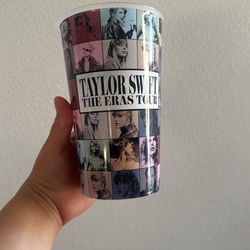 TAYLOR SWIFT
THE ERAS TOUR